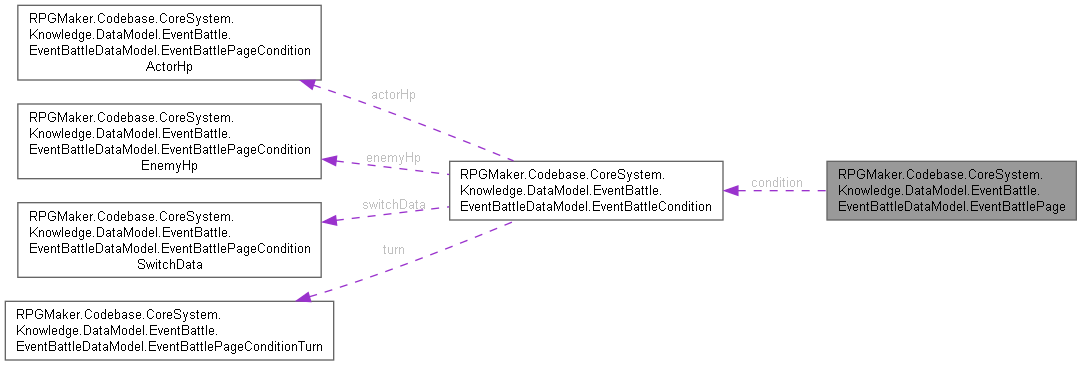 RPGMaker.Codebase.CoreSystem.
Knowledge.DataModel.EventBattle.
EventBattleDataModel.EventBattlePageCondition
ActorHp
actorHp
RPGMaker.Codebase.CoreSystem.
Knowledge.DataModel.EventBattle.
EventBattleDataModel.EventBattlePageCondition
EnemyHp
enemyHp
RPGMaker.Codebase.CoreSystem.
Knowledge.DataModel.EventBattle.
EventBattleDataModel.EventBattlePageCondition
SwitchData
switchData
RPGMaker.Codebase.CoreSystem.
Knowledge.DataModel.EventBattle.
EventBattleDataModel.EventBattlePageConditionTurn
turn
RPGMaker.Codebase.CoreSystem.
Knowledge.DataModel.EventBattle.
EventBattleDataModel.EventBattleCondition
condition
RPGMaker.Codebase.CoreSystem.
Knowledge.DataModel.EventBattle.
EventBattleDataModel.EventBattlePage